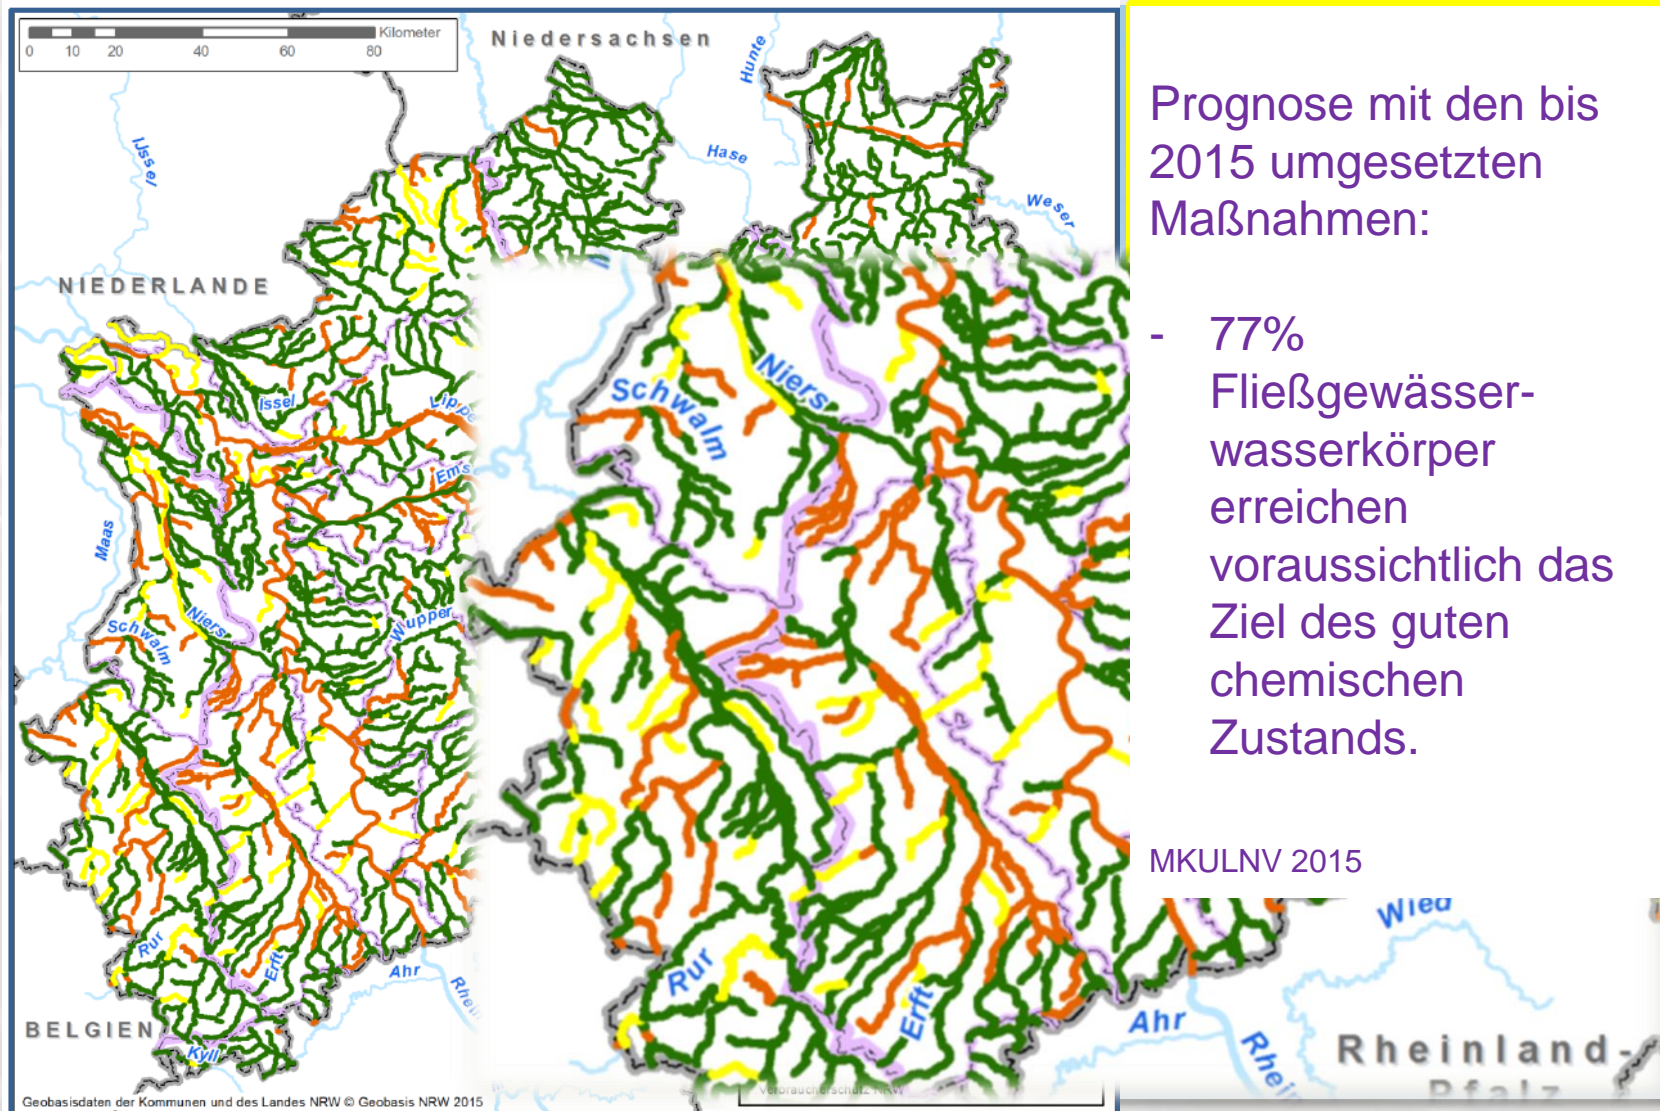 Kilometer
0 10 20 40 60 80
Niedersachsen
Hunte
IJssel
Hase
Weser
NIEDERLANDE
Issel
Lippe
Ems
Maas
Niers
Schwalm
Wupper
Rur
Erft
Ahr
Rhein
BELGIEN
Kyll
Geobasisdaten der Kommunen und des Landes NRW © Geobasis NRW 2015
Schwalm
Niers
Rur
Erft
Ahr
Rhein
Wied
Rheinland-
Pfalz
Verbraucherschutz NRW
Prognose mit den bis
2015 umgesetzten
Maßnahmen:
- 77%
Fließgewässer-
wasserkörper
erreichen
voraussichtlich das
Ziel des guten
chemischen
Zustands.
MKULNV 2015